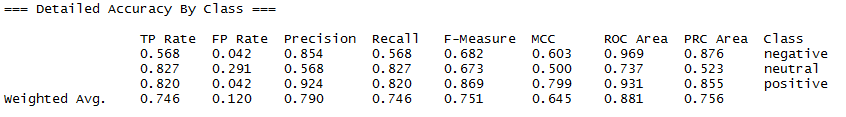 === Detailed Accuracy By Class ===
TP Rate FP Rate Precision Recall F-Measure MCC ROC Area PRC Area Class
0.568 0.042 0.854 0.568 0.682 0.603 0.969 0.876 negative
0.827 0.291 0.568 0.827 0.673 0.500 0.737 0.523 neutral
0.820 0.042 0.924 0.820 0.869 0.799 0.931 0.855 positive
Weighted Avg. 0.746 0.120 0.790 0.746 0.751 0.645 0.881 0.756